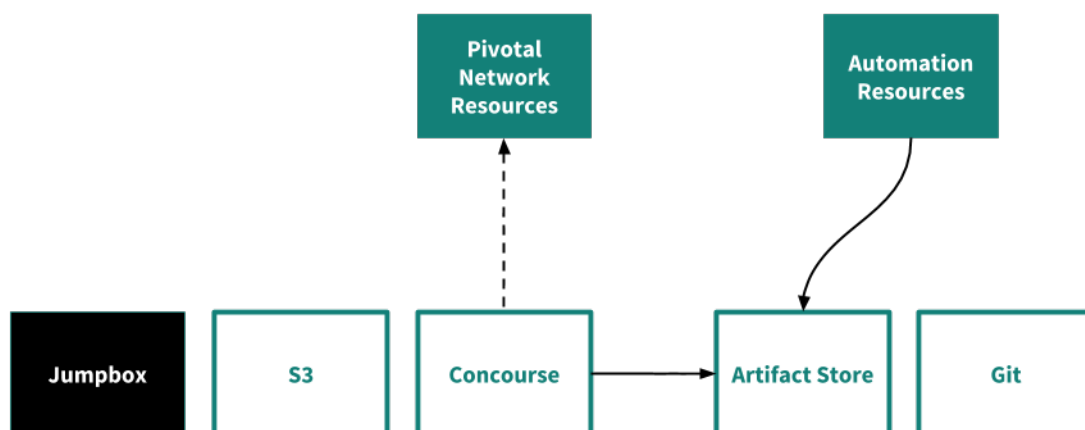 Pivotal
Network
Resources
Automation
Resources
Jumpbox
S3
Concourse
Artifact Store
Git